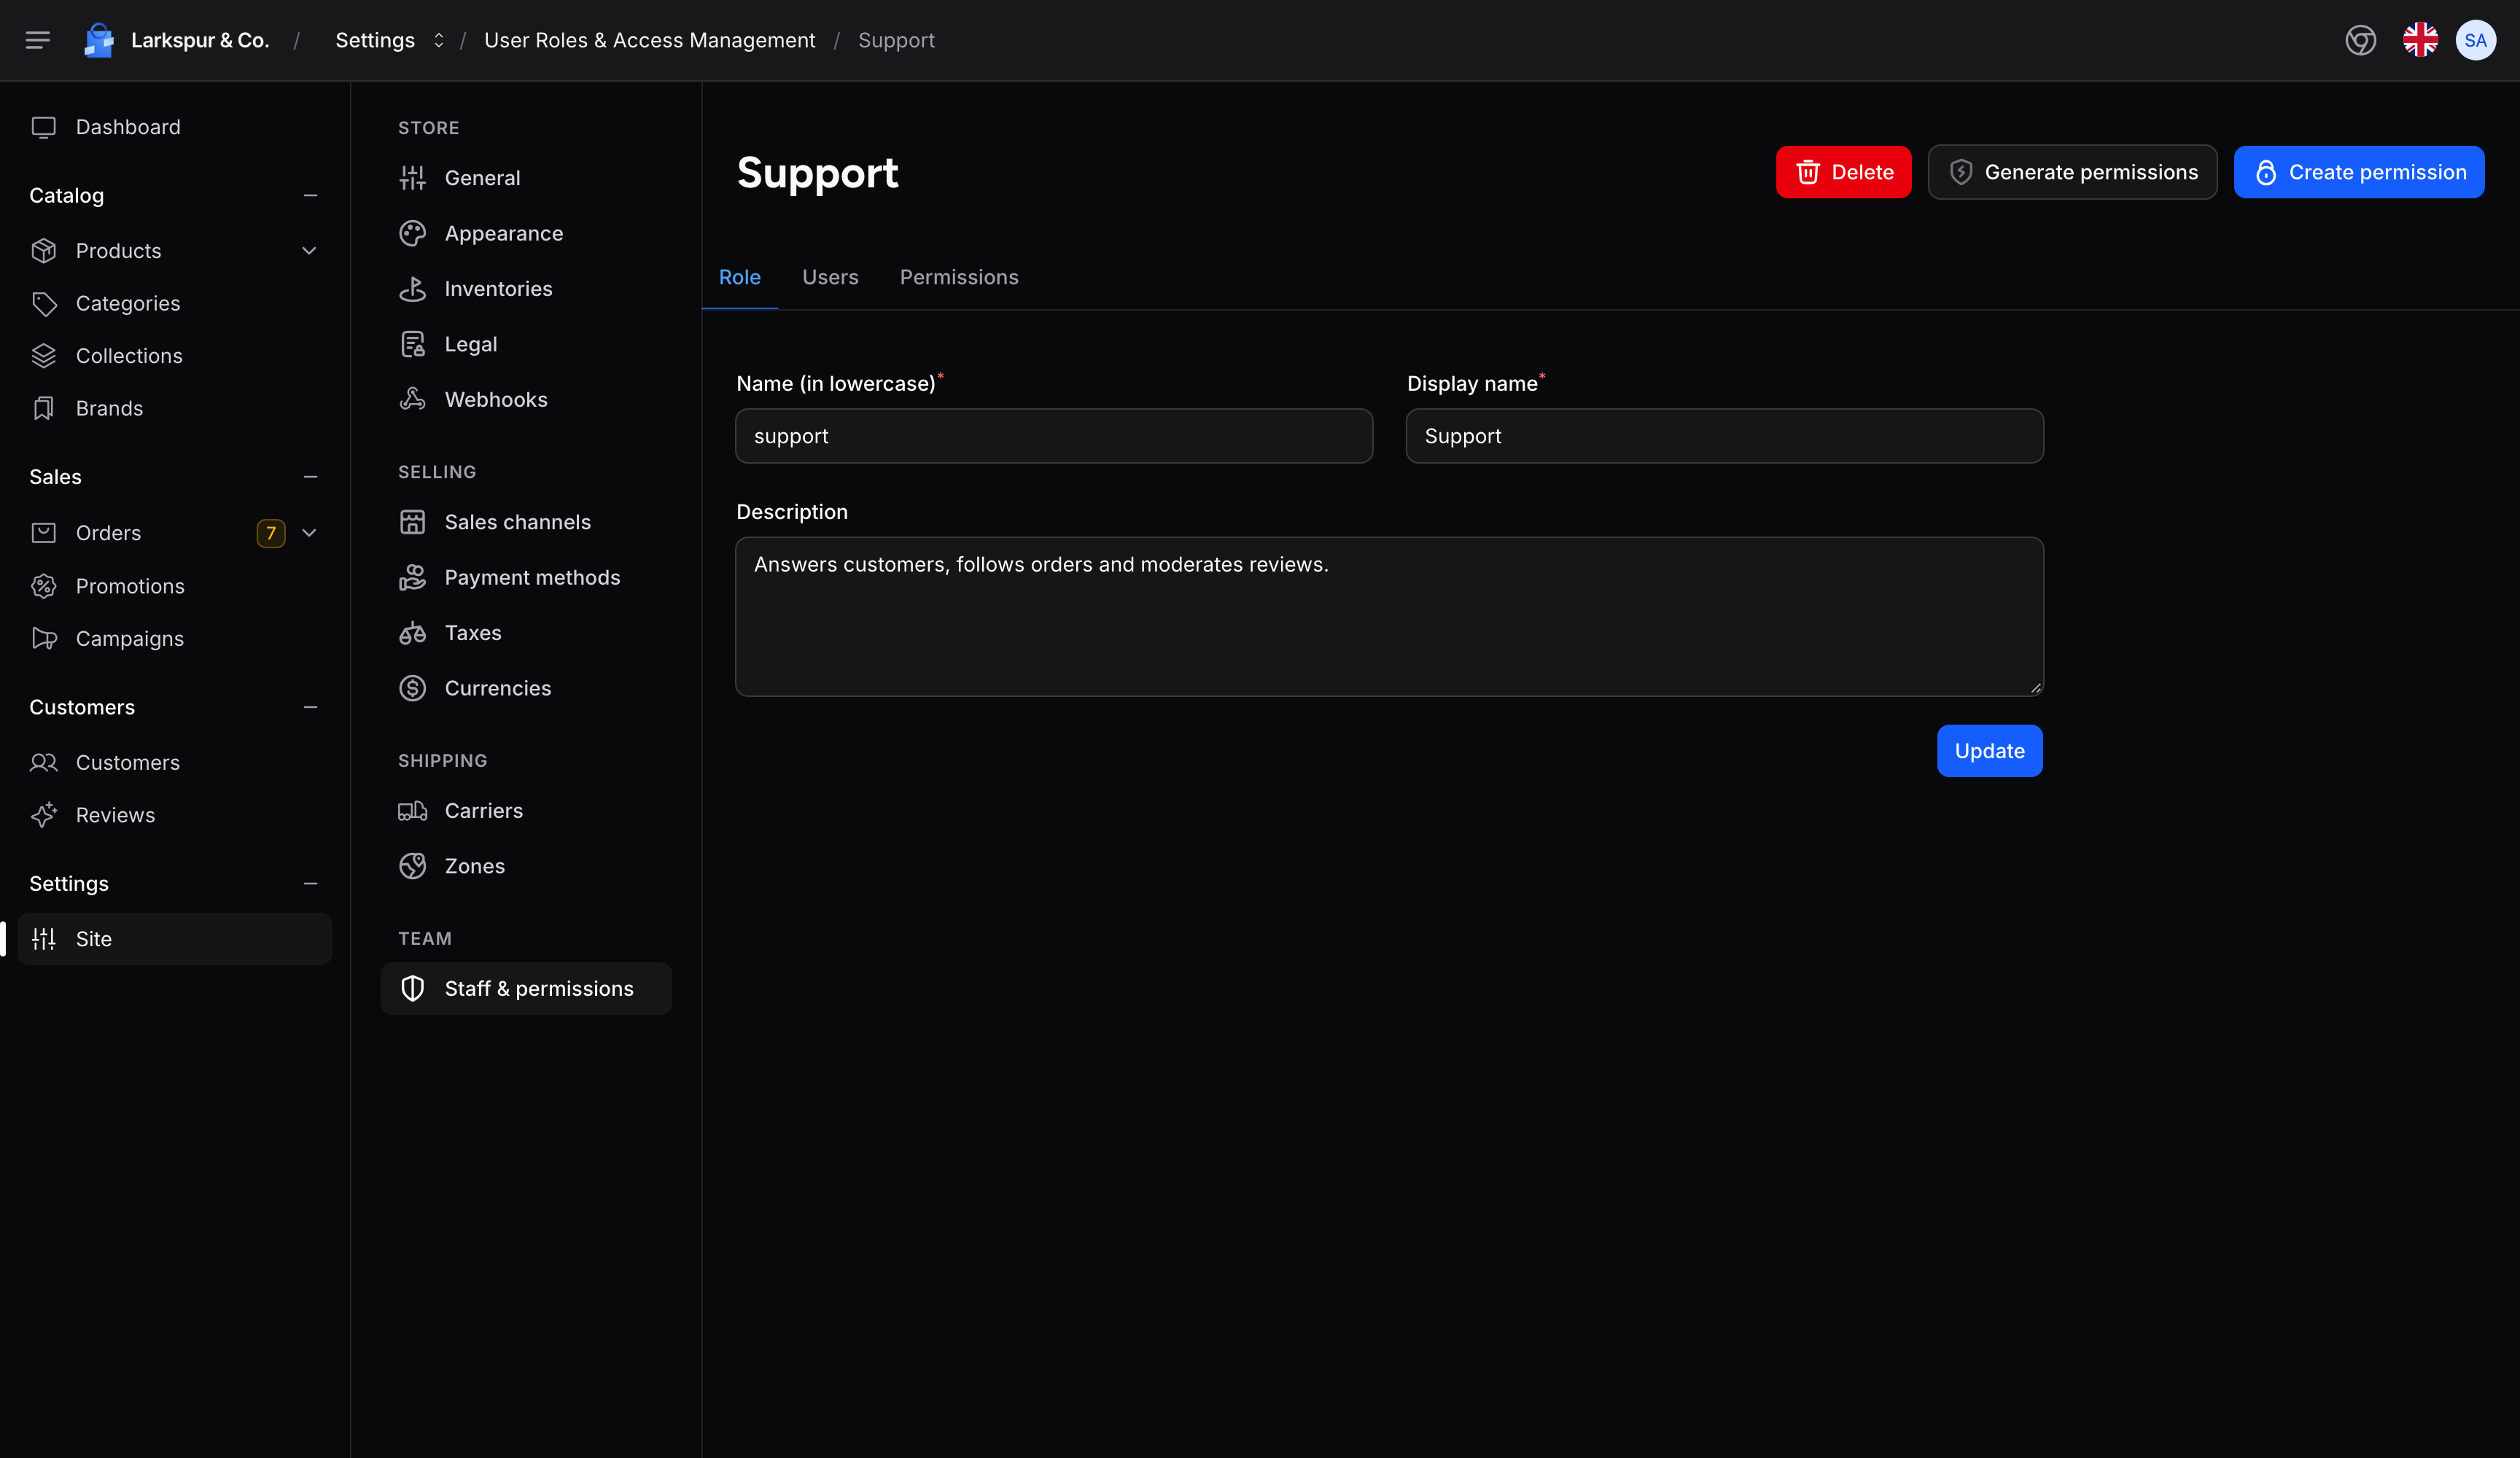 Larkspur & Co. / Settings / User Roles & Access Management / Support
SA
Dashboard
Catalog
Products
Categories
Collections
Brands
Sales
Orders 7
Promotions
Campaigns
Customers
Customers
Reviews
Settings
Site
STORE
General
Appearance
Inventories
Legal
Webhooks
SELLING
Sales channels
Payment methods
Taxes
Currencies
SHIPPING
Carriers
Zones
TEAM
Staff & permissions
Support
Delete
Generate permissions
Create permission
Role Users Permissions
Name (in lowercase)*
support
Display name*
Support
Description
Answers customers, follows orders and moderates reviews.
Update